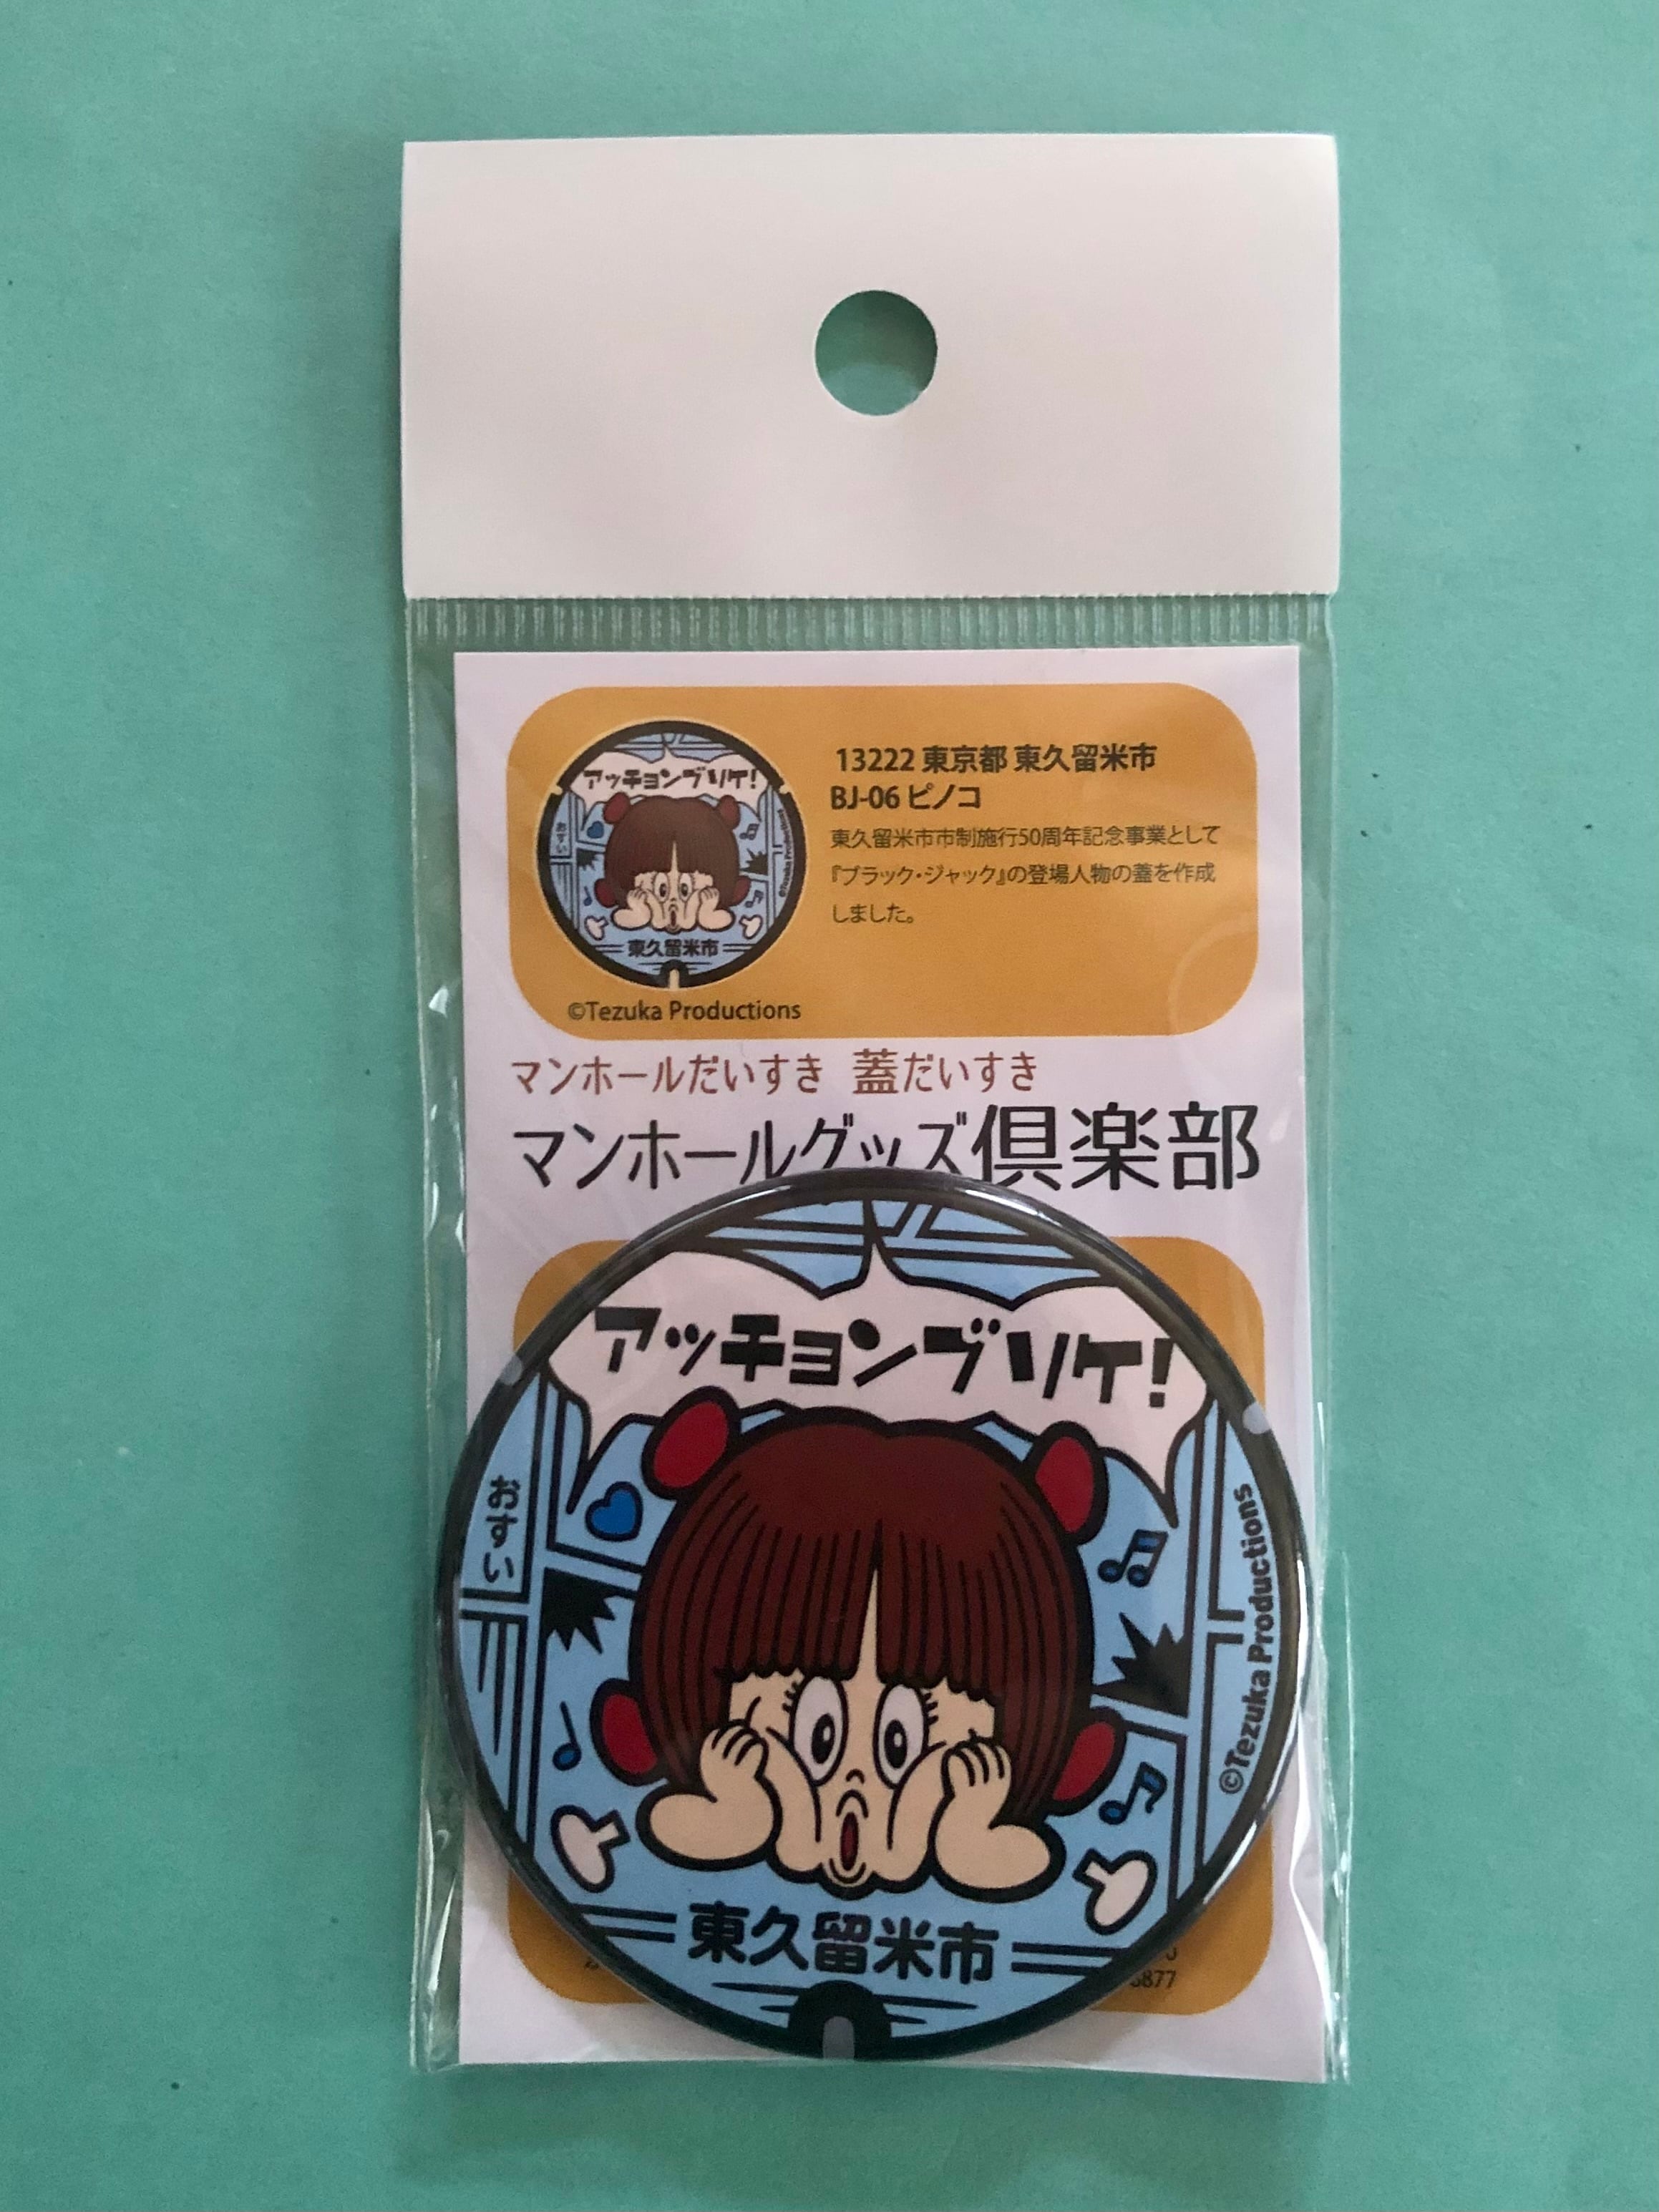 アッチョンブリケ!
おすい
©Tezuka Productions
東久留米市
©Tezuka Productions
13222 東京都 東久留米市
BJ-06 ピノコ
東久留米市市制施行50周年記念事業として
『ブラック・ジャック』の登場人物の蓋を作成
しました。
マンホールだいすき 蓋だいすき
マンホールグッズ倶楽部
アッチョンブリケ!
おすい
©Tezuka Productions
東久留米市